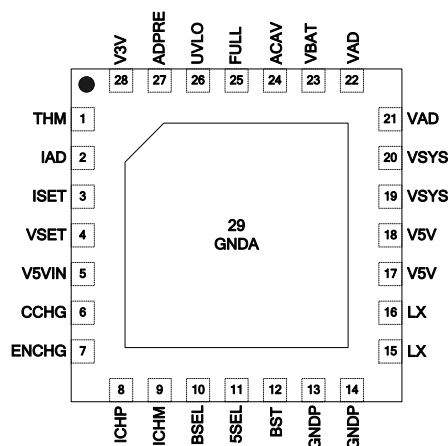 V3V ADPRE UVLO FULL ACAV VBAT VAD
28 27 26 25 24 23 22
THM 1 21 VAD
IAD 2 20 VSYS
ISET 3 19 VSYS
VSET 4 18 V5V
V5VIN 5 17 V5V
CCHG 6 16 LX
ENCHG 7 15 LX
29
GNDA
8 9 10 11 12 13 14
ICHP ICHM BSEL 5SEL BST GNDP GNDP